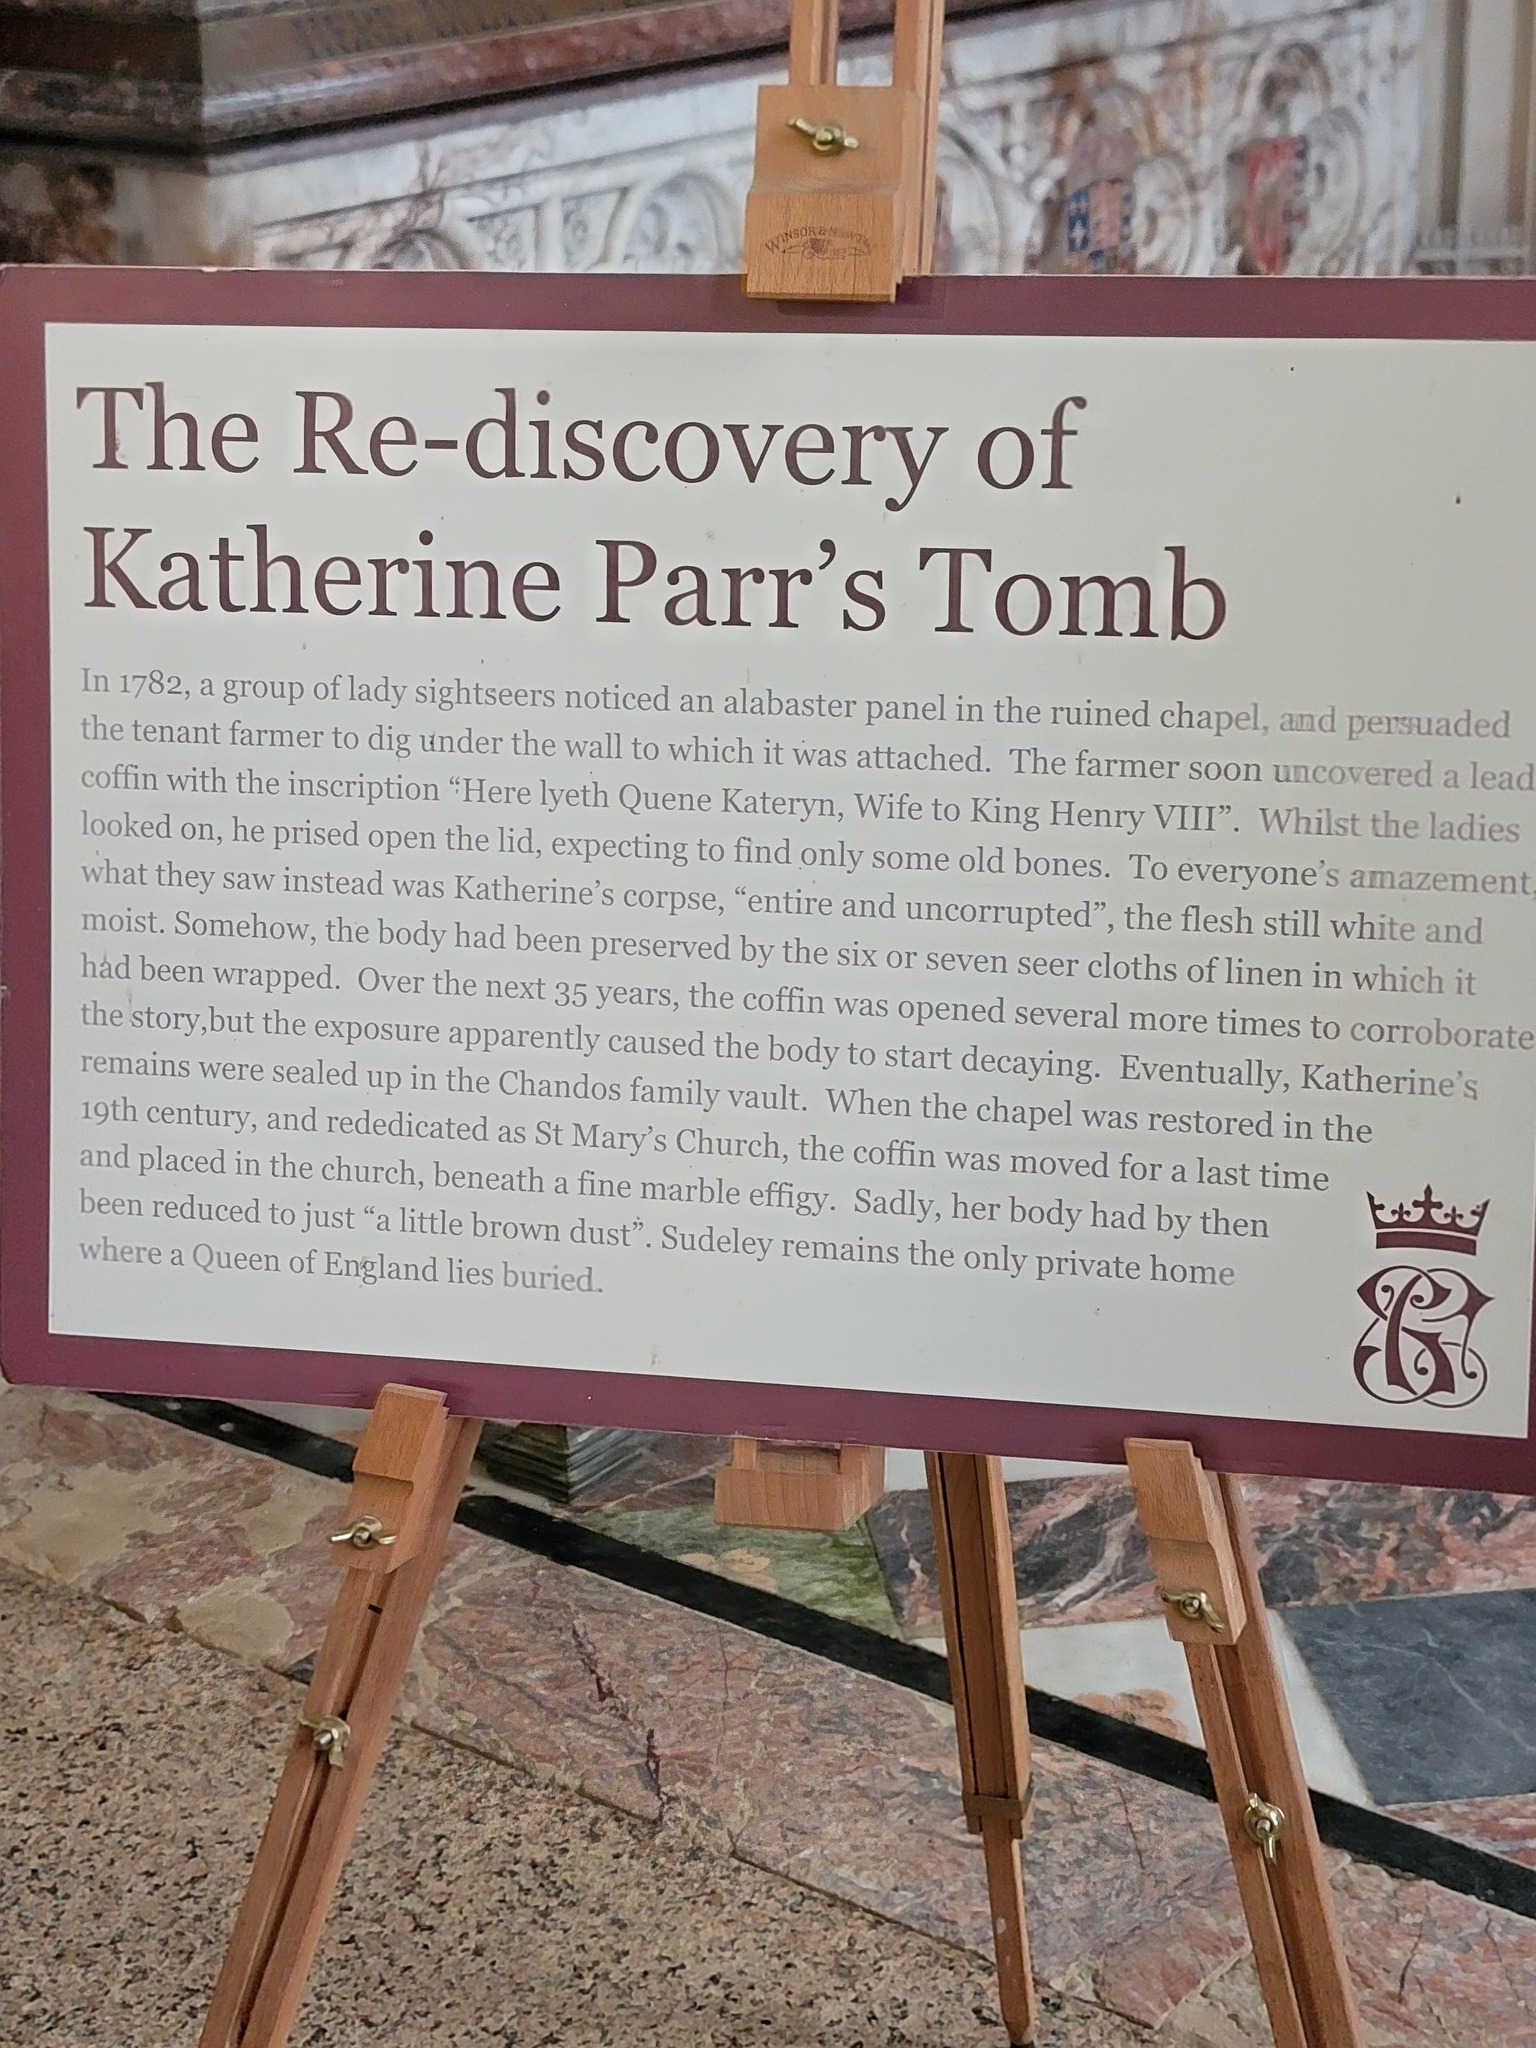 WINSOR & NEWTON
The Re-discovery of
Katherine Parr's Tomb
In 1782, a group of lady sightseers noticed an alabaster panel in the ruined chapel, and persuaded
the tenant farmer to dig under the wall to which it was attached. The farmer soon uncovered a lead
coffin with the inscription “Here lyeth Quene Kateryn, Wife to King Henry VIII”. Whilst the ladies
looked on, he prised open the lid, expecting to find only some old bones. To everyone's amazement,
what they saw instead was Katherine's corpse, “entire and uncorrupted”, the flesh still white and
moist. Somehow, the body had been preserved by the six or seven seer cloths of linen in which it
had been wrapped. Over the next 35 years, the coffin was opened several more times to corroborate
the story,but the exposure apparently caused the body to start decaying. Eventually, Katherine's
remains were sealed up in the Chandos family vault. When the chapel was restored in the
19th century, and rededicated as St Mary's Church, the coffin was moved for a last time
and placed in the church, beneath a fine marble effigy. Sadly, her body had by then
been reduced to just “a little brown dust”. Sudeley remains the only private home
where a Queen of England lies buried.